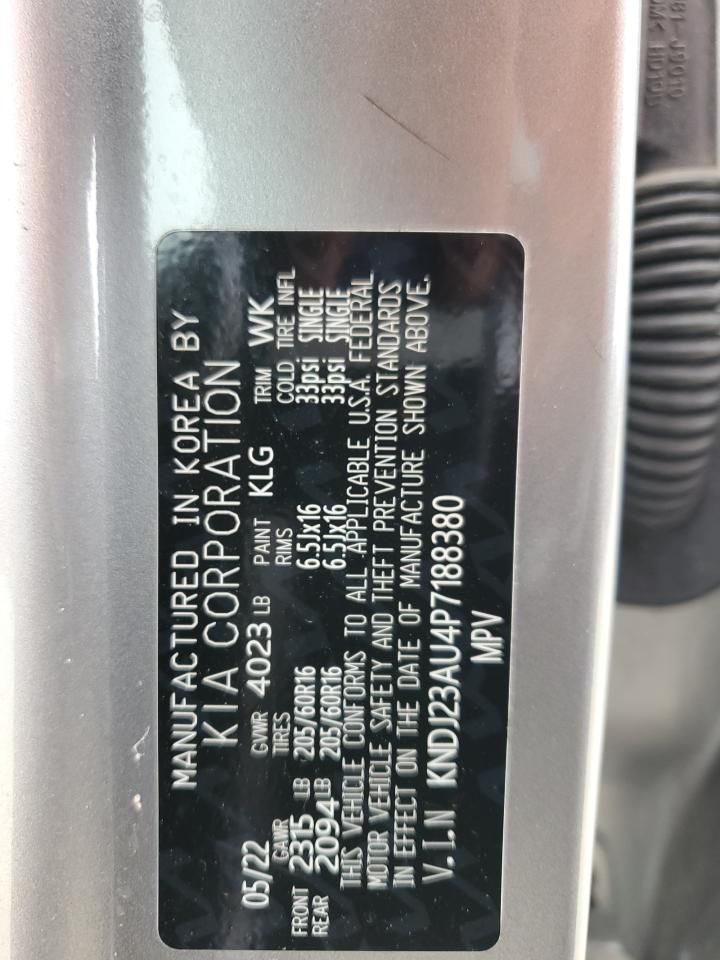 MANUFACTURED IN KOREA BY
KIA CORPORATION
05/22 GVWR 4023 LB PAINT KLG TRIM WK
GAWR TIRES RIMS COLD TIRE INFL
FRONT 2315 LB 205/60R16 6.5Jx16 33psi SINGLE
REAR 2094 LB 205/60R16 6.5Jx16 33psi SINGLE
THIS VEHICLE CONFORMS TO ALL APPLICABLE U.S.A. FEDERAL
MOTOR VEHICLE SAFETY AND THEFT PREVENTION STANDARDS
IN EFFECT ON THE DATE OF MANUFACTURE SHOWN ABOVE.
V.I.N KNDJ23AU4P7188380
MPV